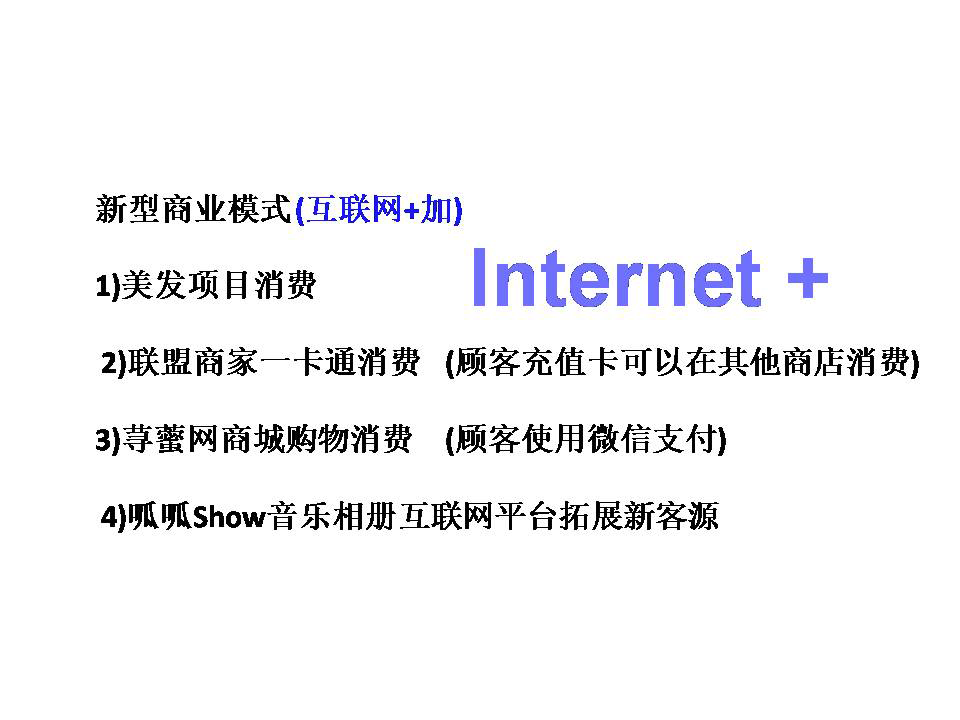 新型商业模式(互联网+加)
1)美发项目消费
Internet +
2)联盟商家一卡通消费 (顾客充值卡可以在其他商店消费)
3)荨蜜网商城购物消费 (顾客使用微信支付)
4)呱呱Show音乐相册互联网平台拓展新客源